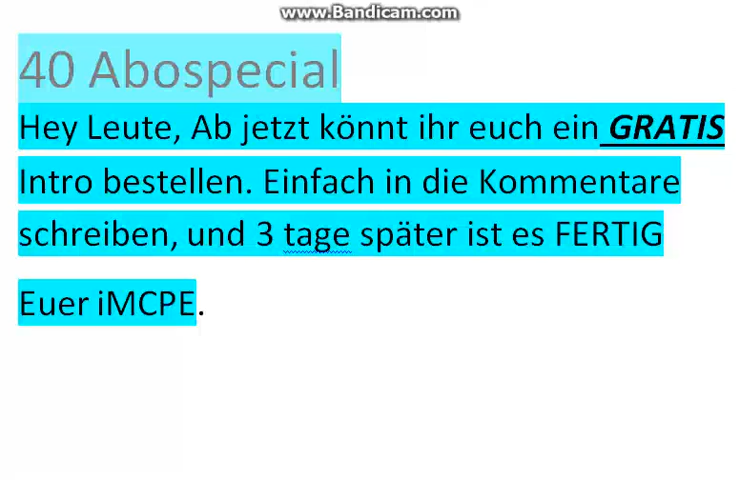 www.Bandicam.com
40 Abospecial
Hey Leute, Ab jetzt könnt ihr euch ein GRATIS
Intro bestellen. Einfach in die Kommentare
schreiben, und 3 tage später ist es FERTIG
Euer iMCPE.